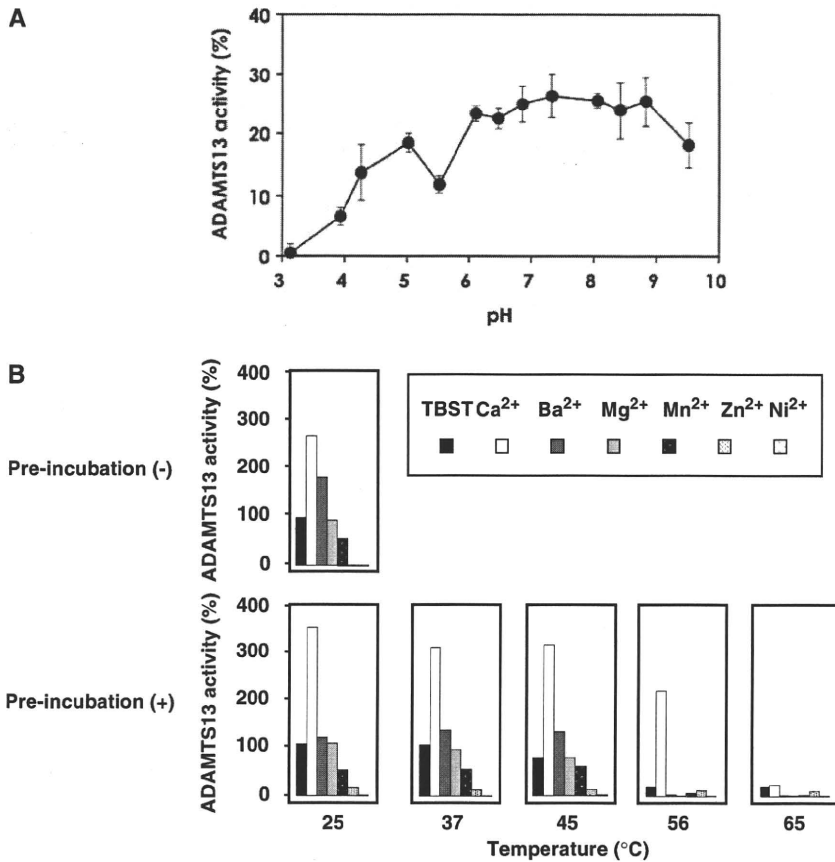 A
ADAMTS13 activity (%)
40
30
20
10
0
3 4 5 6 7 8 9 10
pH
B
Pre-incubation (-)
ADAMTS13 activity (%)
400
300
200
100
0
TBST Ca²⁺ Ba²⁺ Mg²⁺ Mn²⁺ Zn²⁺ Ni²⁺
Pre-incubation (+)
ADAMTS13 activity (%)
400
300
200
100
0
25 37 45 56 65
Temperature (°C)